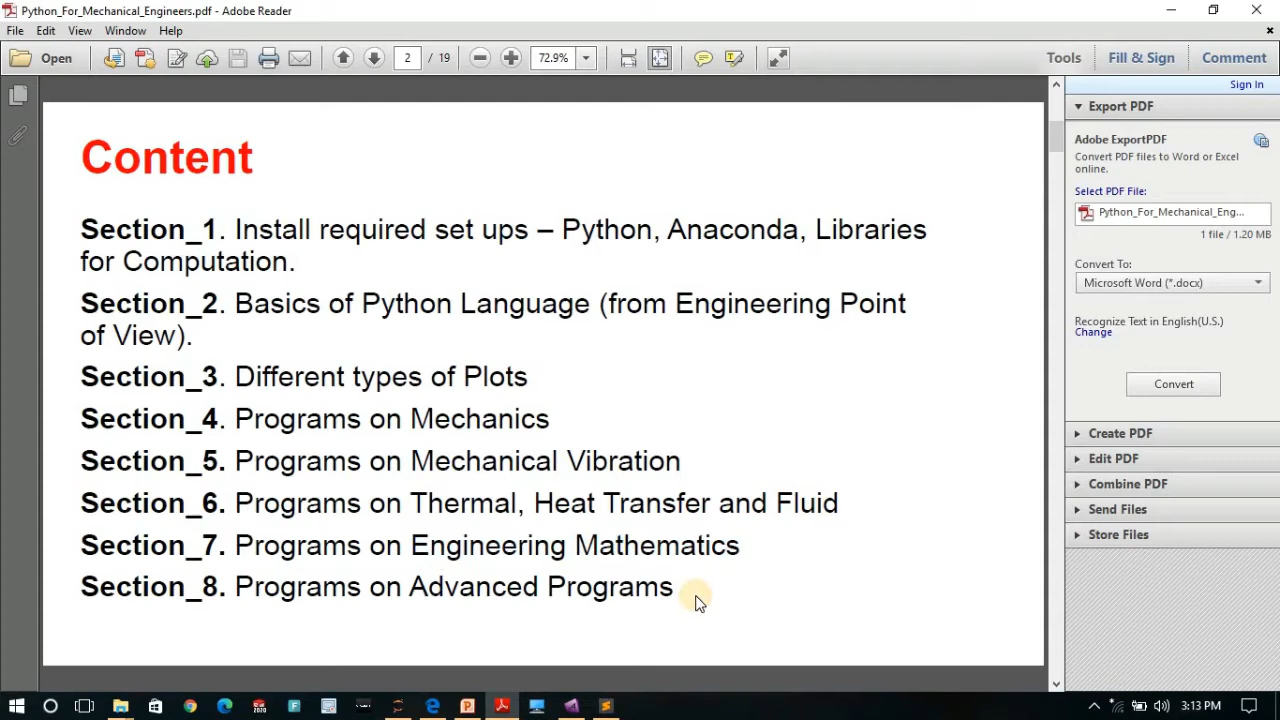 Python_For_Mechanical_Engineers.pdf - Adobe Reader
File Edit View Window Help
Open 2 / 19 72.9% Tools Fill & Sign Comment
Sign In
Content
Section_1. Install required set ups – Python, Anaconda, Libraries
for Computation.
Section_2. Basics of Python Language (from Engineering Point
of View).
Section_3. Different types of Plots
Section_4. Programs on Mechanics
Section_5. Programs on Mechanical Vibration
Section_6. Programs on Thermal, Heat Transfer and Fluid
Section_7. Programs on Engineering Mathematics
Section_8. Programs on Advanced Programs
Export PDF
Adobe ExportPDF
Convert PDF files to Word or Excel
online.
Select PDF File:
Python_For_Mechanical_Eng...
1 file / 1.20 MB
Convert To:
Microsoft Word (*.docx)
Recognize Text in English(U.S.)
Change
Convert
Create PDF
Edit PDF
Combine PDF
Send Files
Store Files
3:13 PM